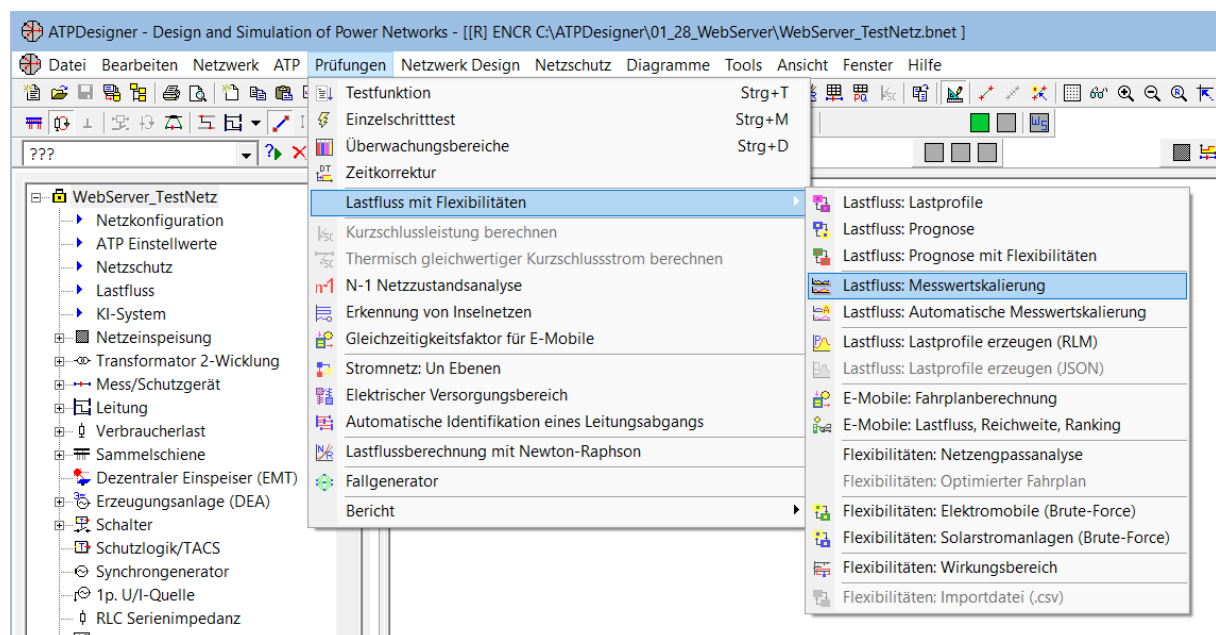 ATPDesigner - Design and Simulation of Power Networks - [[R] ENCR C:\ATPDesigner\01_28_WebServer\WebServer_TestNetz.bnet ]
Datei Bearbeiten Netzwerk ATP Prüfungen Netzwerk Design Netzschutz Diagramme Tools Ansicht Fenster Hilfe
???
WebServer_TestNetz
Netzkonfiguration
ATP Einstellwerte
Netzschutz
Lastfluss
KI-System
Netzeinspeisung
Transformator 2-Wicklung
Mess/Schutzgerät
Leitung
Verbraucherlast
Sammelschiene
Dezentraler Einspeiser (EMT)
Erzeugungsanlage (DEA)
Schalter
Schutzlogik/TACS
Synchrongenerator
1p. U/I-Quelle
RLC Serienimpedanz
Testfunktion Strg+T
Einzelschritttest Strg+M
Überwachungsbereiche Strg+D
Zeitkorrektur
Lastfluss mit Flexibilitäten
Kurzschlussleistung berechnen
Thermisch gleichwertiger Kurzschlussstrom berechnen
N-1 Netzzustandsanalyse
Erkennung von Inselnetzen
Gleichzeitigkeitsfaktor für E-Mobile
Stromnetz: Un Ebenen
Elektrischer Versorgungsbereich
Automatische Identifikation eines Leitungsabgangs
Lastflussberechnung mit Newton-Raphson
Fallgenerator
Bericht
Lastfluss: Lastprofile
Lastfluss: Prognose
Lastfluss: Prognose mit Flexibilitäten
Lastfluss: Messwertskalierung
Lastfluss: Automatische Messwertskalierung
Lastfluss: Lastprofile erzeugen (RLM)
Lastfluss: Lastprofile erzeugen (JSON)
E-Mobile: Fahrplanberechnung
E-Mobile: Lastfluss, Reichweite, Ranking
Flexibilitäten: Netzengpassanalyse
Flexibilitäten: Optimierter Fahrplan
Flexibilitäten: Elektromobile (Brute-Force)
Flexibilitäten: Solarstromanlagen (Brute-Force)
Flexibilitäten: Wirkungsbereich
Flexibilitäten: Importdatei (.csv)